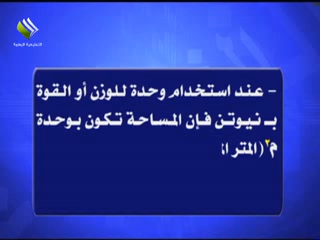 - عند استخدام وحدة للوزن أو القوة
بـ نيوتن فإن المساحة تكون بوحدة
م٢ (المتر ا